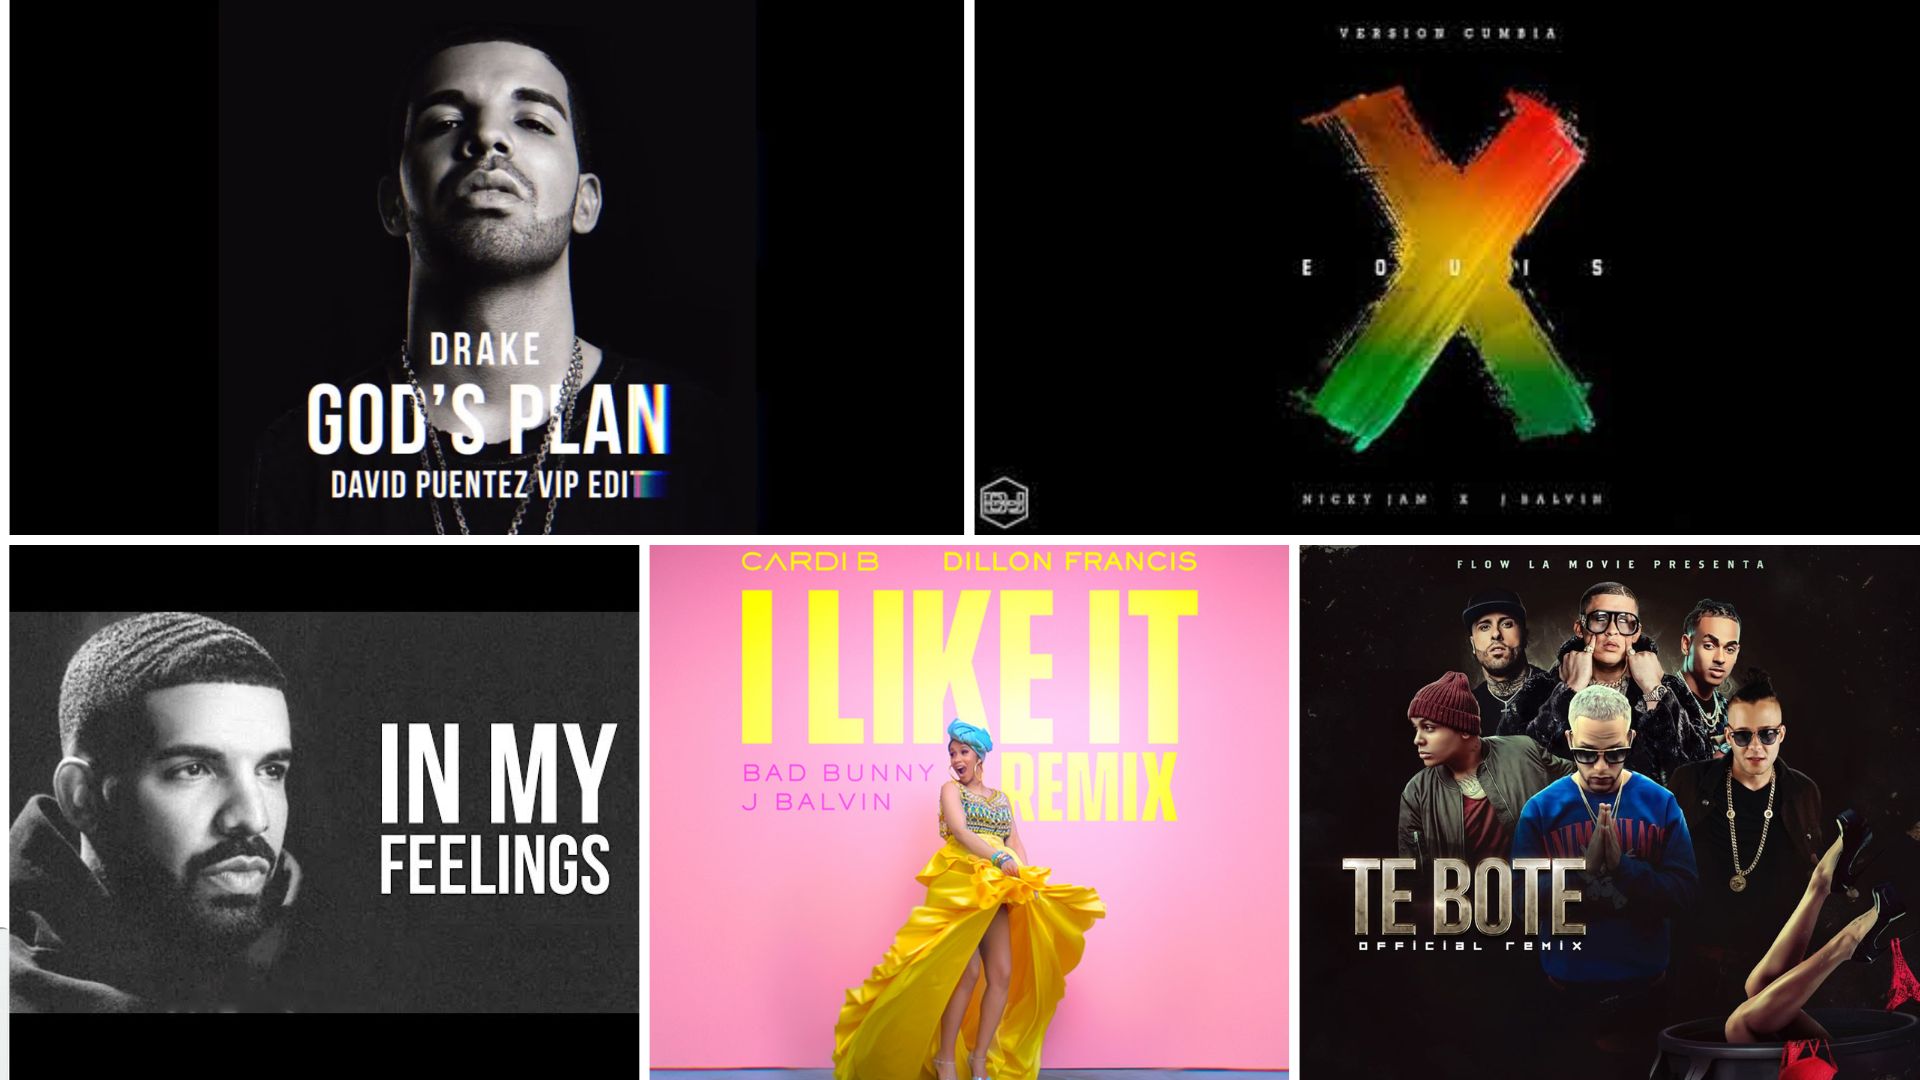 DRAKE
GOD'S PLAN
DAVID PUENTEZ VIP EDIT
VERSION CUMBIA
X
E Q U I S
NICKY JAM X J BALVIN
DJ
IN MY
FEELINGS
CARDI B DILLON FRANCIS
I LIKE IT
BAD BUNNY REMIX
J BALVIN
FLOW LA MOVIE PRESENTA
TE BOTE
OFFICIAL REMIX